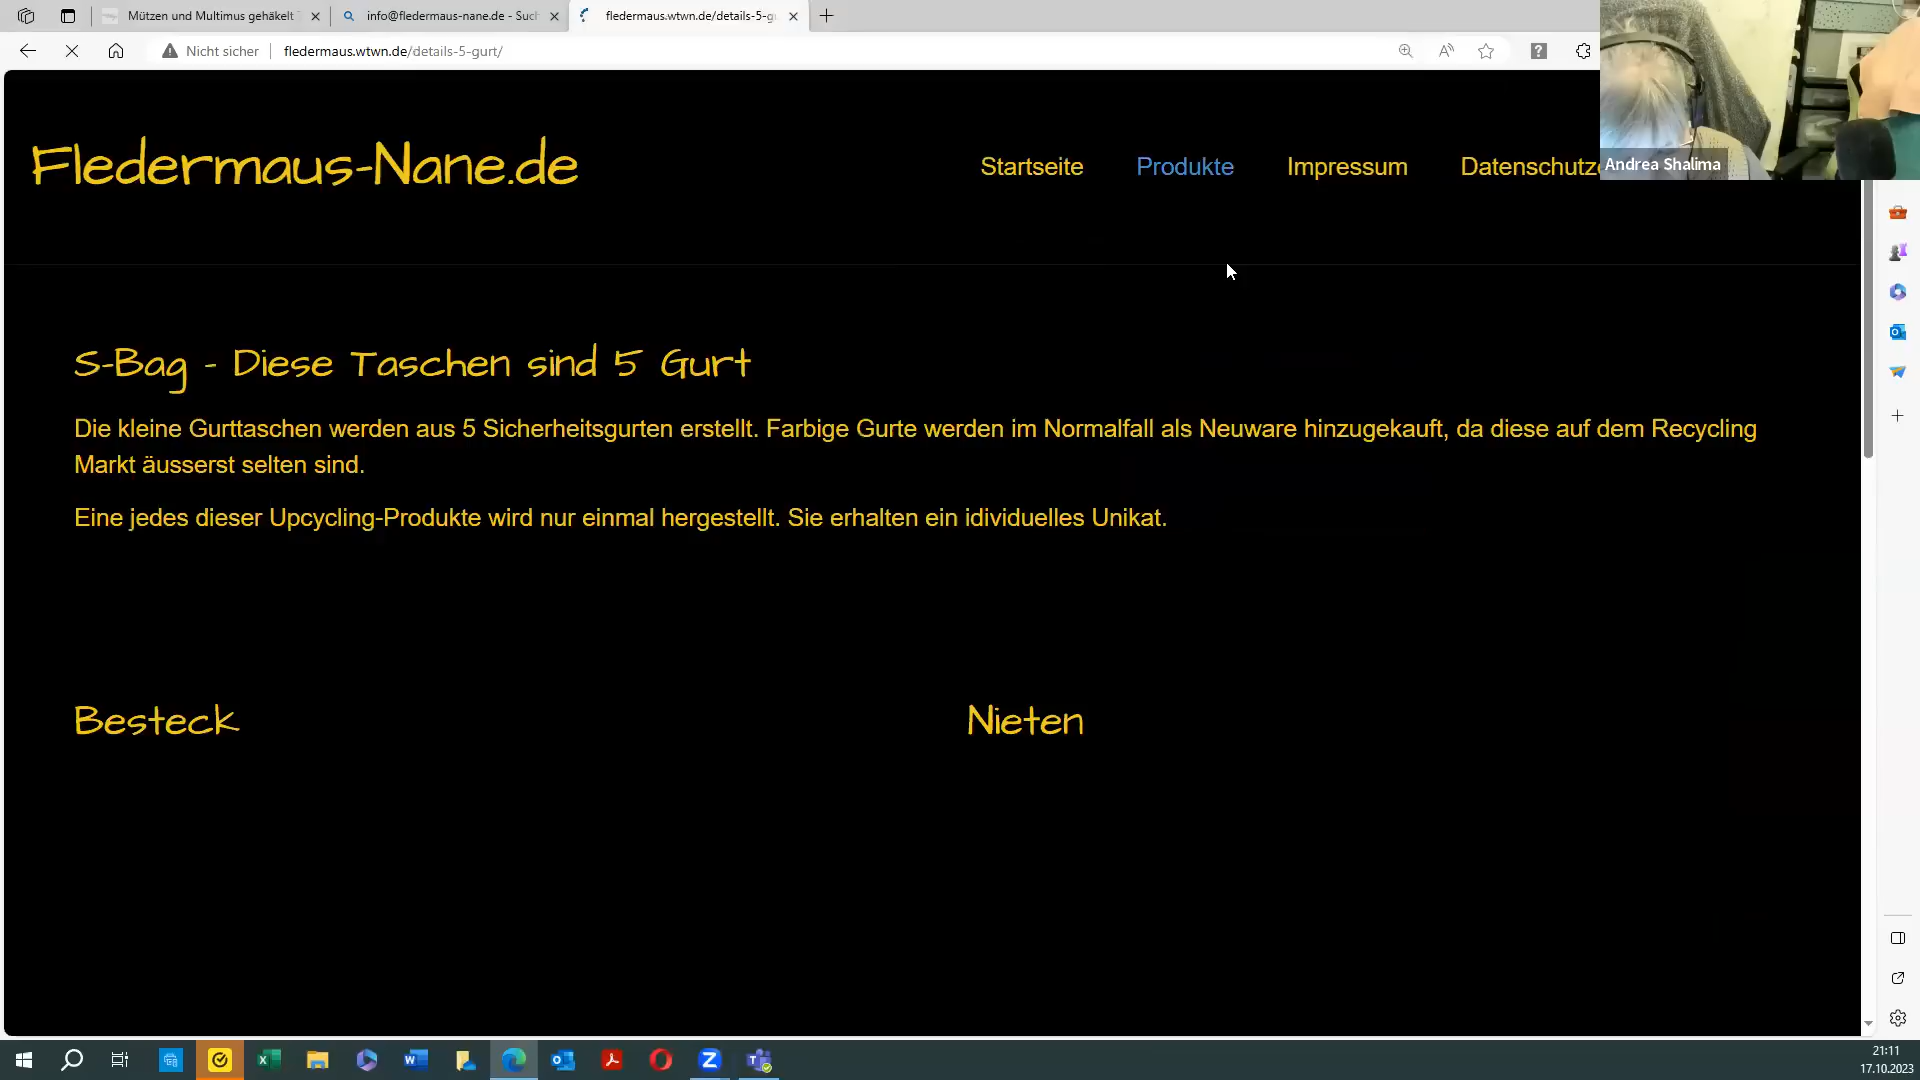 Mützen und Multimus gehäkelt
info@fledermaus-nane.de - Such
fledermaus.wtwn.de/details-5-gu
Nicht sicher
fledermaus.wtwn.de/details-5-gurt/
Andrea Shalima
Fledermaus-Nane.de
Startseite
Produkte
Impressum
Datenschutz
S-Bag - Diese Taschen sind 5 Gurt
Die kleine Gurttaschen werden aus 5 Sicherheitsgurten erstellt. Farbige Gurte werden im Normalfall als Neuware hinzugekauft, da diese auf dem Recycling
Markt äusserst selten sind.
Eine jedes dieser Upcycling-Produkte wird nur einmal hergestellt. Sie erhalten ein idividuelles Unikat.
Besteck
Nieten
21:11
17.10.2023